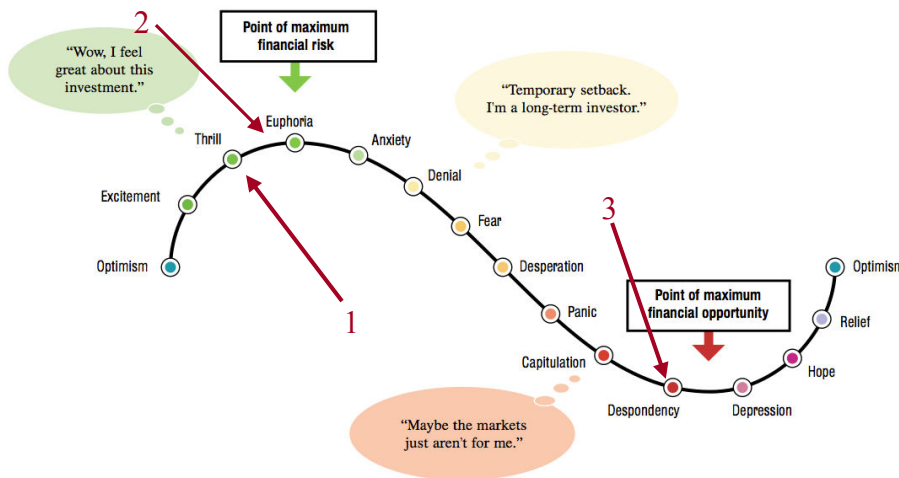 2
Point of maximum
financial risk
“Wow, I feel
great about this
investment.”
“Temporary setback.
I'm a long-term investor.”
Euphoria
Thrill
Anxiety
Denial
Excitement
3
Fear
Optimism
Desperation
Optimism
Point of maximum
financial opportunity
1
Panic
Relief
Capitulation
Hope
Despondency
Depression
“Maybe the markets
just aren't for me.”